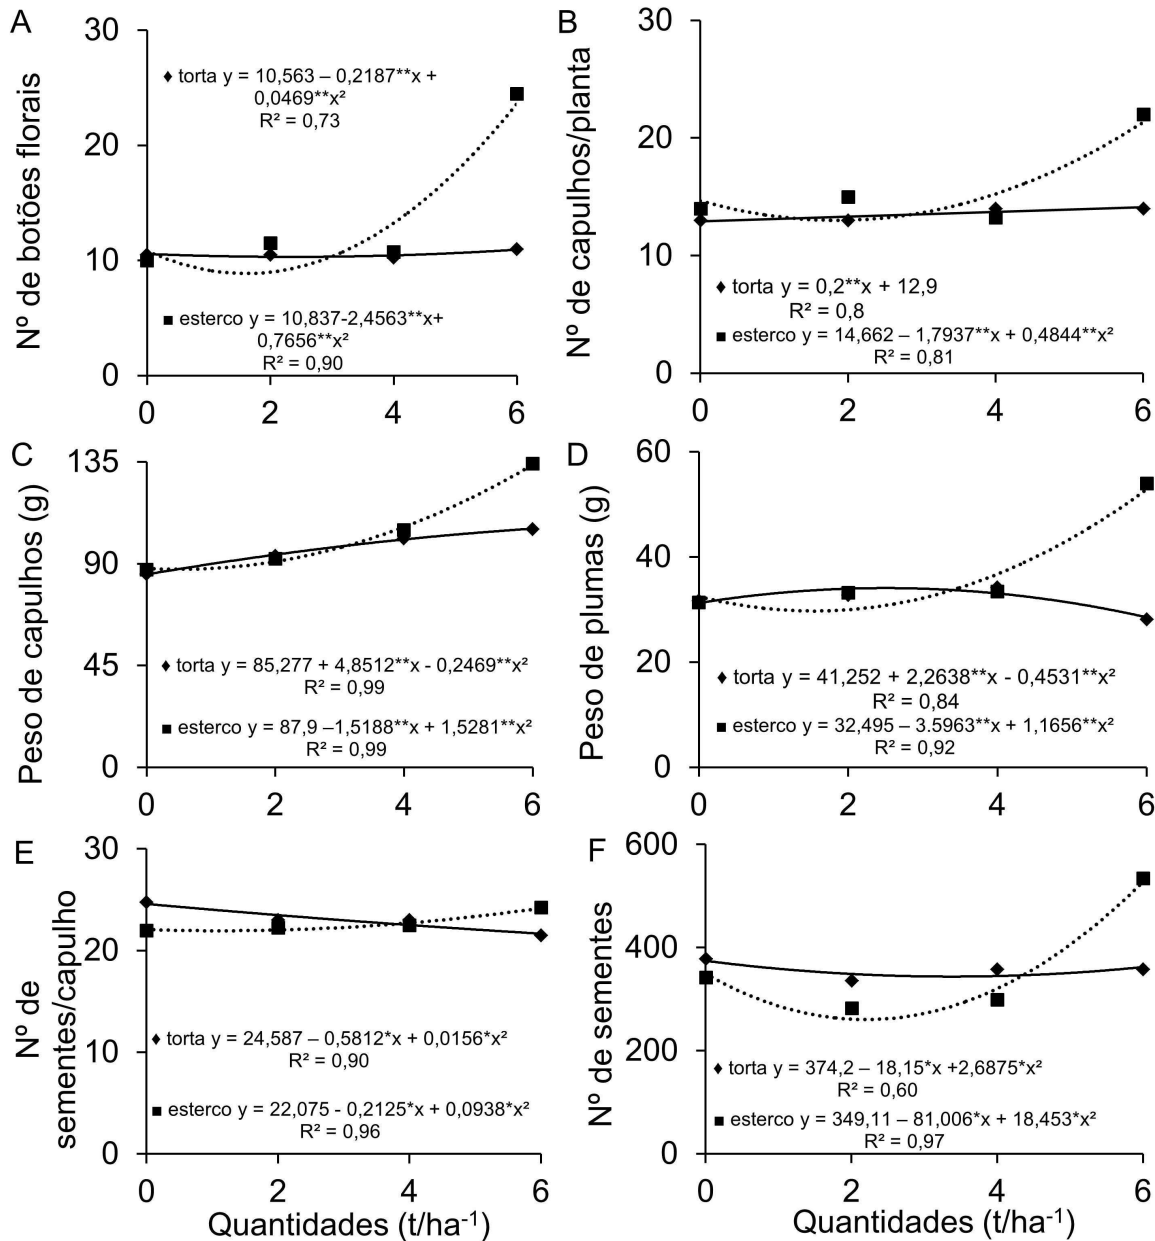 A
Nº de botões florais
30
20
10
0
torta y = 10,563 – 0,2187**x +
0,0469**x²
R² = 0,73
esterco y = 10,837-2,4563**x+
0,7656**x²
R² = 0,90
0 2 4 6
B
Nº de capulhos/planta
30
20
10
0
torta y = 0,2**x + 12,9
R² = 0,8
esterco y = 14,662 – 1,7937**x + 0,4844**x²
R² = 0,81
0 2 4 6
C
Peso de capulhos (g)
135
90
45
0
torta y = 85,277 + 4,8512**x - 0,2469**x²
R² = 0,99
esterco y = 87,9 –1,5188**x + 1,5281**x²
R² = 0,99
0 2 4 6
D
Peso de plumas (g)
60
40
20
0
torta y = 41,252 + 2,2638**x - 0,4531**x²
R² = 0,84
esterco y = 32,495 – 3.5963**x + 1,1656**x²
R² = 0,92
0 2 4 6
E
Nº de
sementes/capulho
30
20
10
0
torta y = 24,587 – 0,5812*x + 0,0156*x²
R² = 0,90
esterco y = 22,075 - 0,2125*x + 0,0938*x²
R² = 0,96
0 2 4 6
Quantidades (t/ha⁻¹)
F
Nº de sementes
600
400
200
0
torta y = 374,2 – 18,15*x +2,6875*x²
R² = 0,60
esterco y = 349,11 – 81,006*x + 18,453*x²
R² = 0,97
0 2 4 6
Quantidades (t/ha⁻¹)